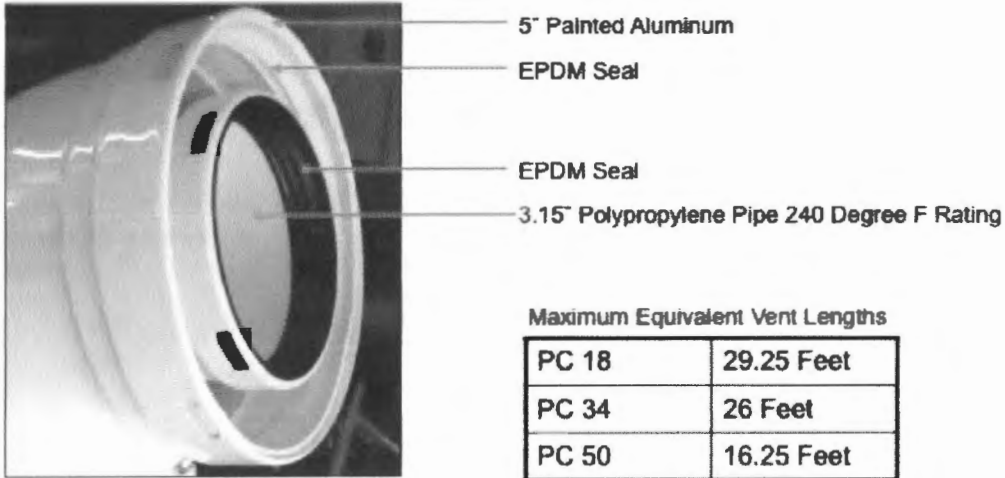 5" Painted Aluminum
EPDM Seal
EPDM Seal
3.15" Polypropylene Pipe 240 Degree F Rating
Maximum Equivalent Vent Lengths
PC 18 29.25 Feet
PC 34 26 Feet
PC 50 16.25 Feet